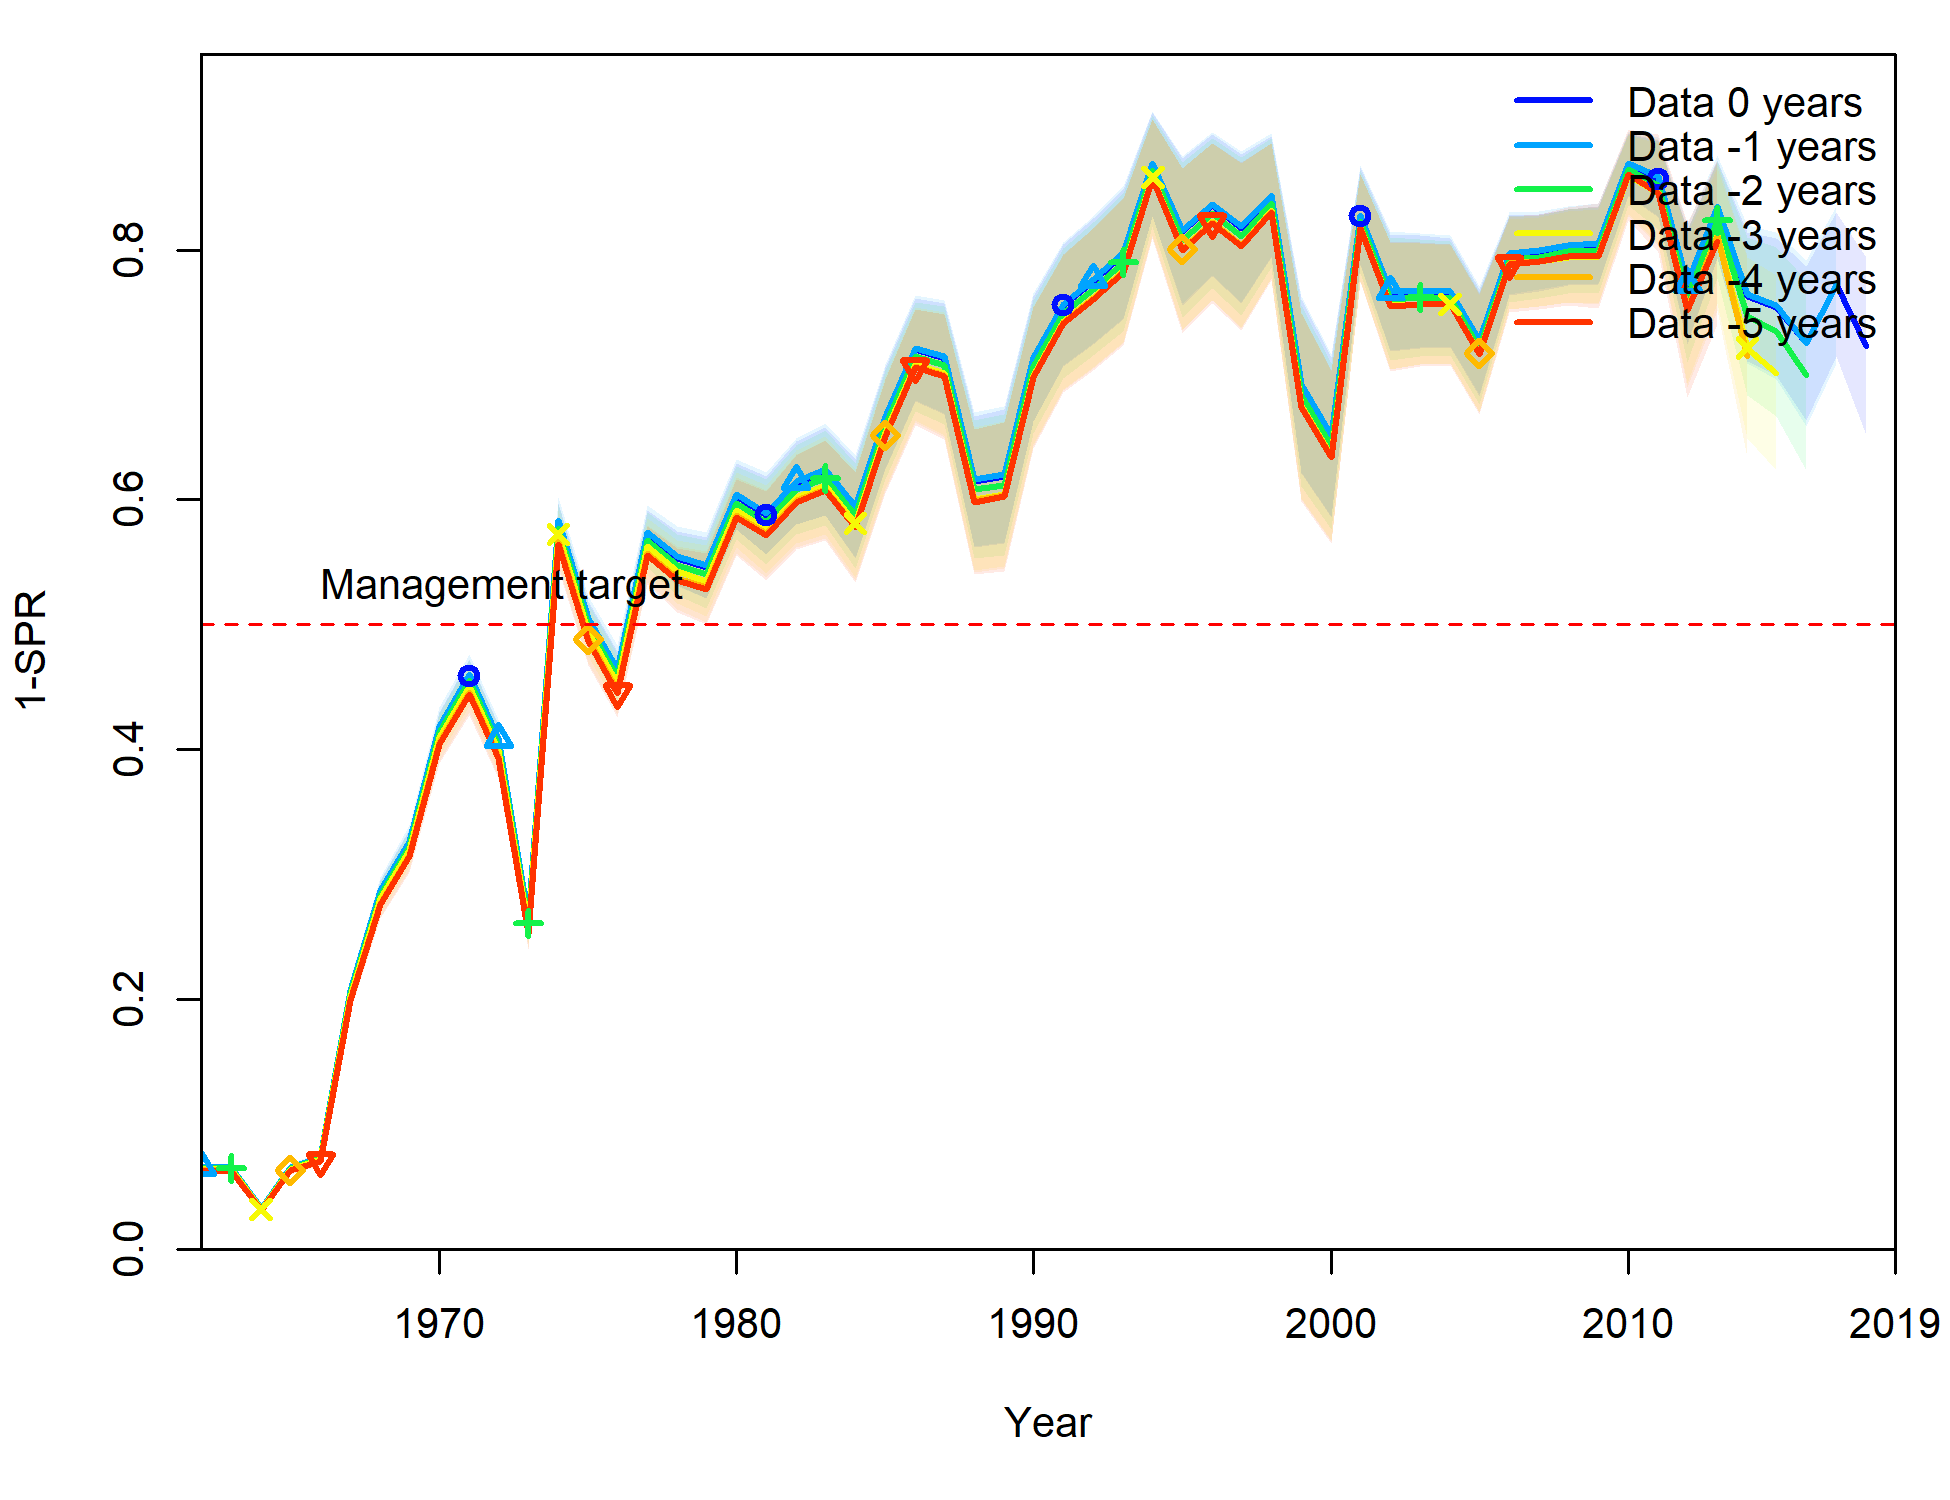 Data 0 years
Data -1 years
Data -2 years
Data -3 years
Data -4 years
Data -5 years
Management target
1-SPR
0.0
0.2
0.4
0.6
0.8
1970 1980 1990 2000 2010 2019
Year